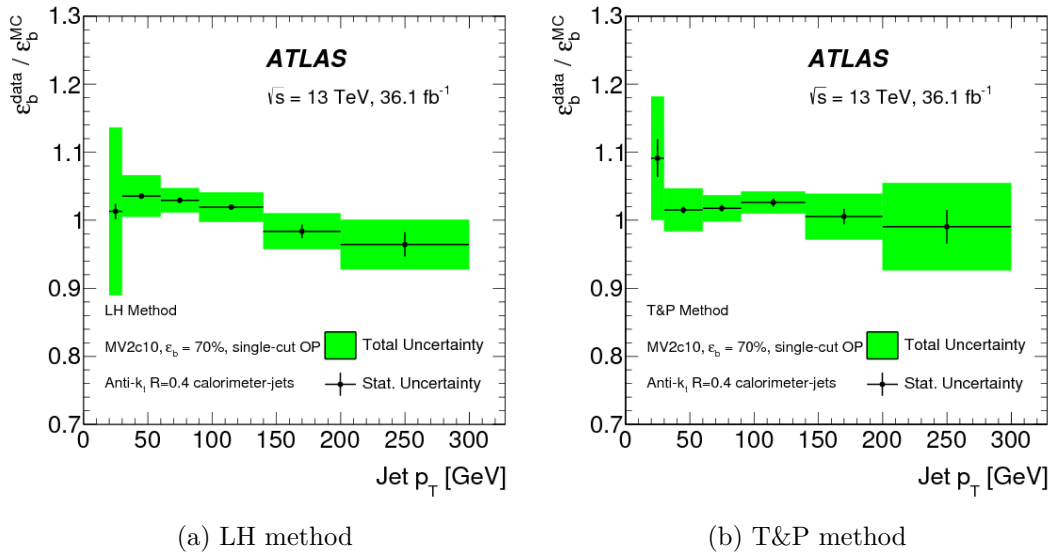 ε_b^data / ε_b^MC
1.3
1.2
1.1
1
0.9
0.8
0.7
ATLAS
√s = 13 TeV, 36.1 fb⁻¹
LH Method
MV2c10, ε_b = 70%, single-cut OP
Total Uncertainty
Anti-k_t R=0.4 calorimeter-jets
Stat. Uncertainty
0 50 100 150 200 250 300
Jet p_T [GeV]
(a) LH method
ε_b^data / ε_b^MC
1.3
1.2
1.1
1
0.9
0.8
0.7
ATLAS
√s = 13 TeV, 36.1 fb⁻¹
T&P Method
MV2c10, ε_b = 70%, single-cut OP
Total Uncertainty
Anti-k_t R=0.4 calorimeter-jets
Stat. Uncertainty
0 50 100 150 200 250 300
Jet p_T [GeV]
(b) T&P method